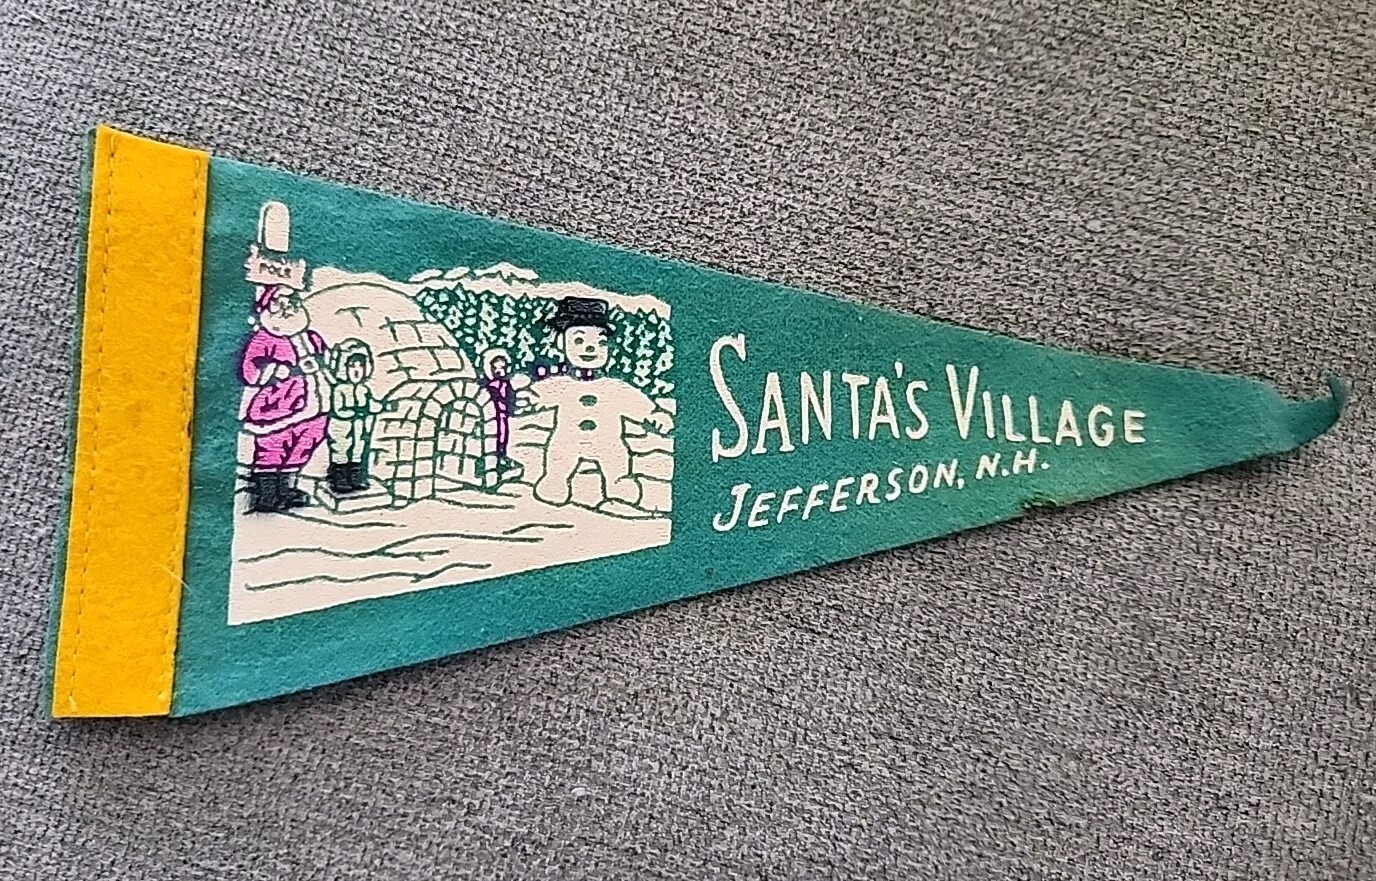 POLE
SANTA'S VILLAGE
JEFFERSON, N.H.